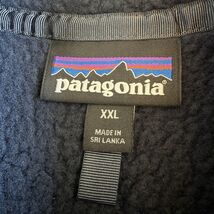 patagonia
XXL
MADE IN
SRI LANKA